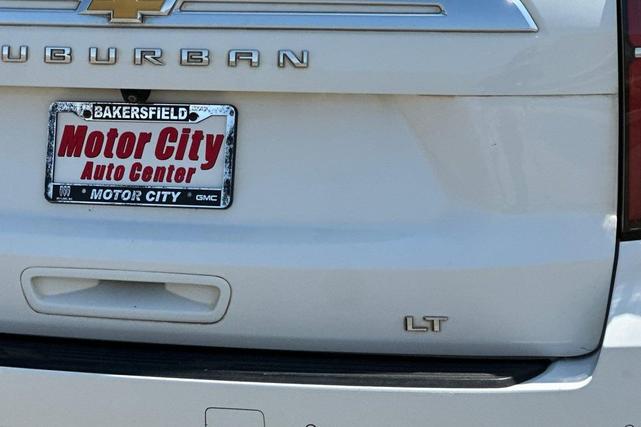 UBURBAN
BAKERSFIELD
Motor City
Auto Center
MOTOR CITY GMC
LT